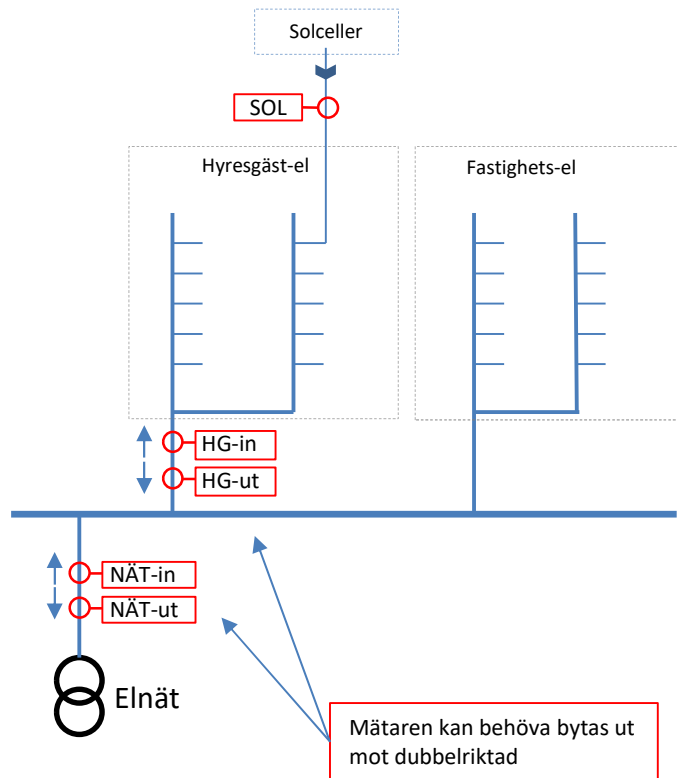 Solceller
SOL
Hyresgäst-el
Fastighets-el
HG-in
HG-ut
NÄT-in
NÄT-ut
Elnät
Mätaren kan behöva bytas ut
mot dubbelriktad